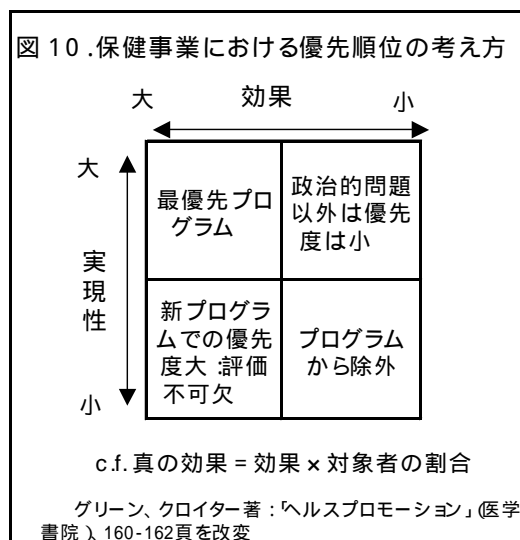 図 10 .保健事業における優先順位の考え方
大 効果 小
大
実現性
小
最優先プロ
グラム
政治的問題
以外は優先
度は小
新プログラ
ムでの優先
度大 :評価
不可欠
プログラム
から除外
c.f. 真の効果 = 効果 × 対象者の割合
グリーン、クロイター著 :「ヘルスプロモーション」(医学
書院)、160-162頁を改変